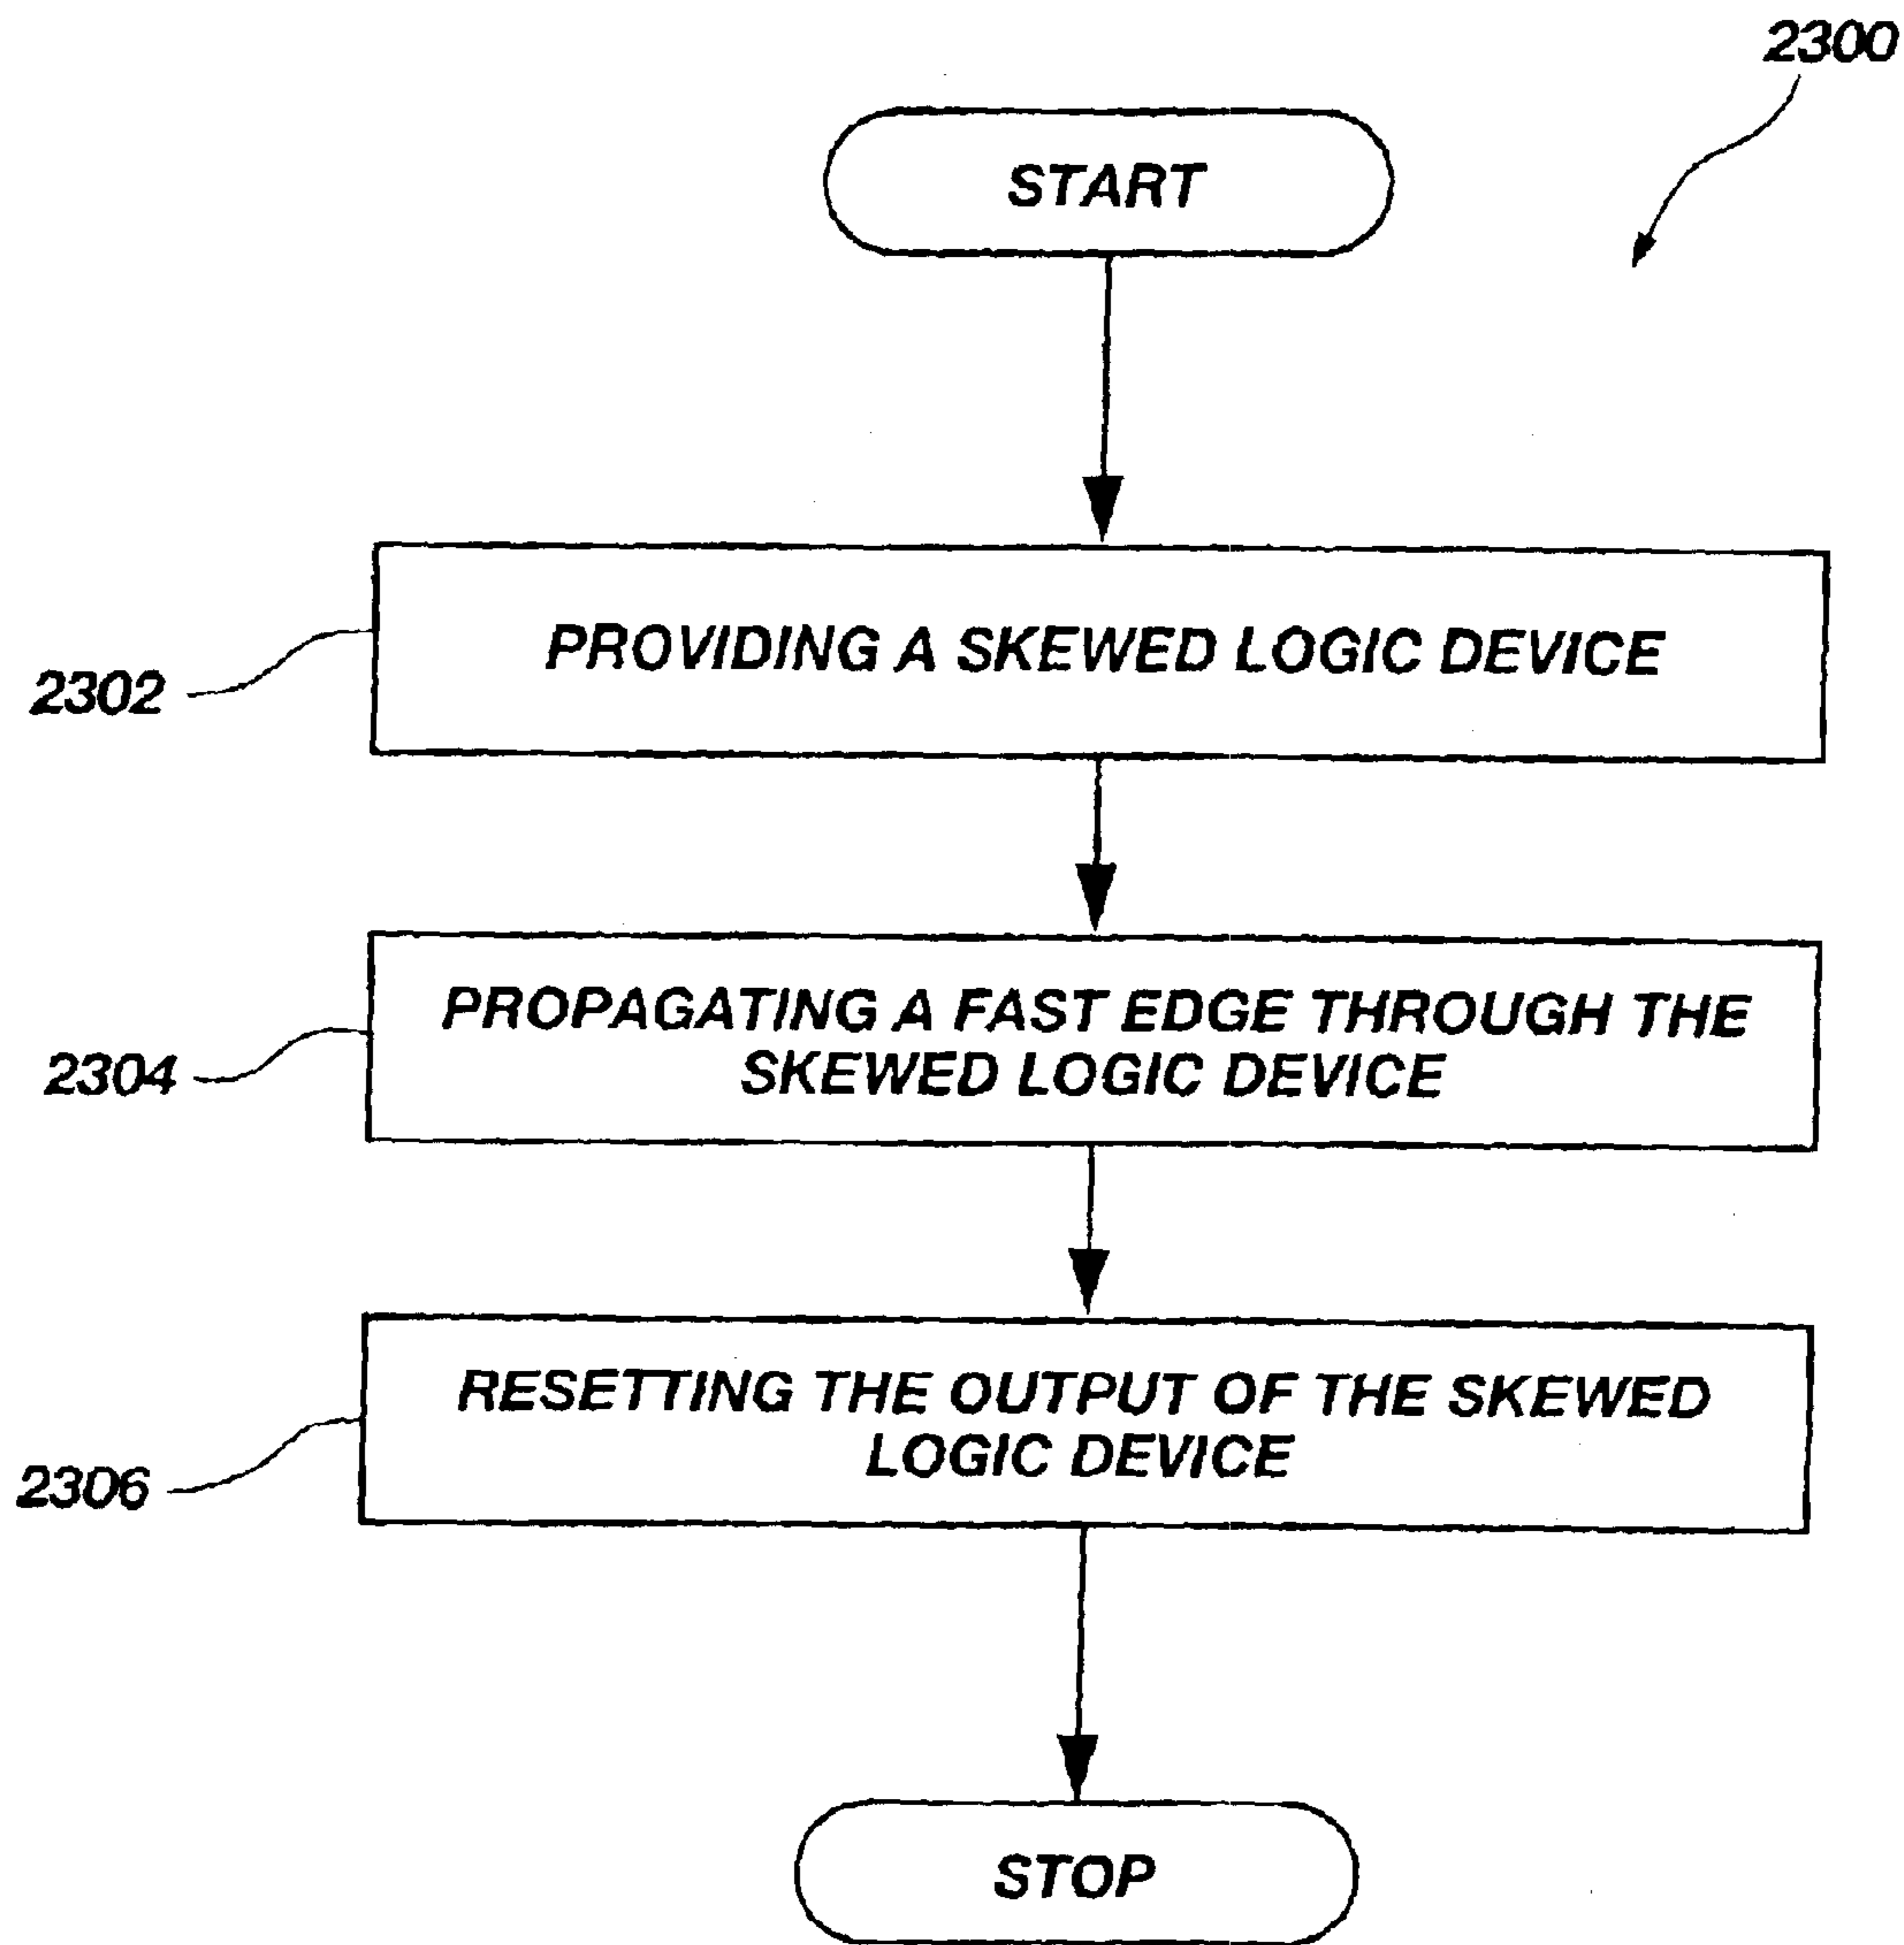 2300
START
PROVIDING A SKEWED LOGIC DEVICE
2302
PROPAGATING A FAST EDGE THROUGH THE
SKEWED LOGIC DEVICE
2304
RESETTING THE OUTPUT OF THE SKEWED
LOGIC DEVICE
2306
STOP